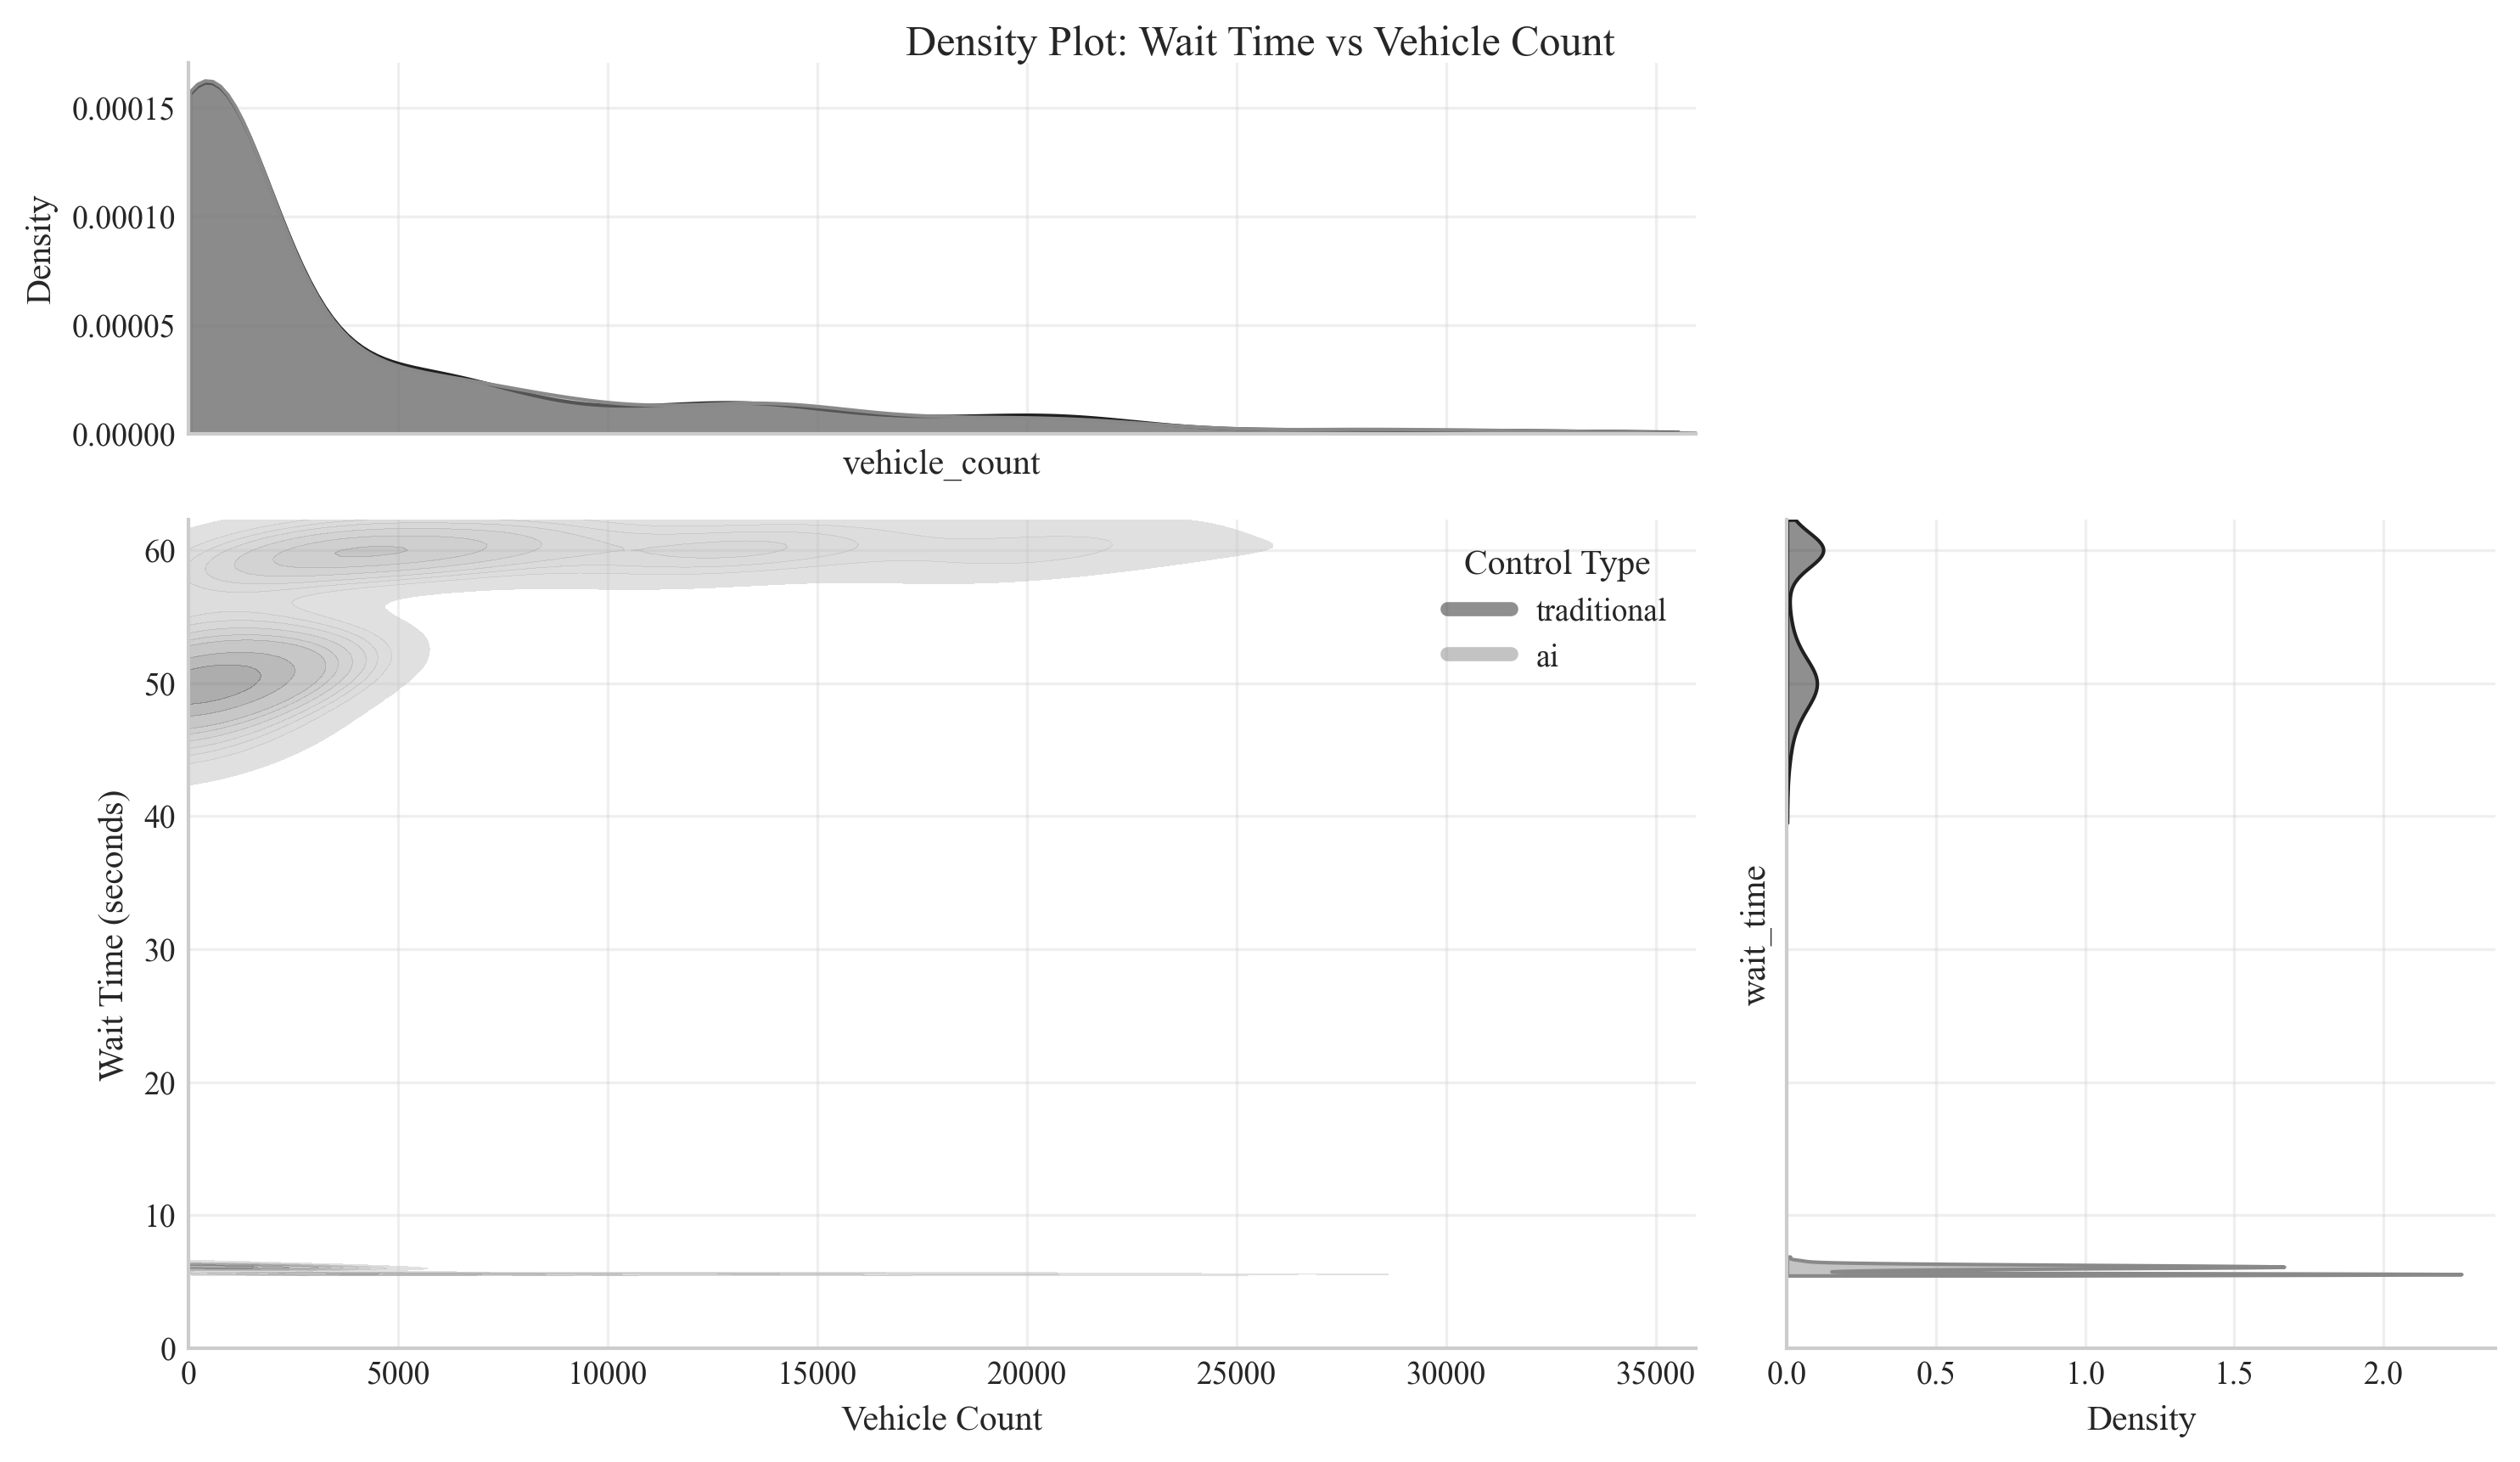 Density Plot: Wait Time vs Vehicle Count
Density
0.00015
0.00010
0.00005
0.00000
vehicle_count
Wait Time (seconds)
60
50
40
30
20
10
0
0 5000 10000 15000 20000 25000 30000 35000
Vehicle Count
Control Type
traditional
ai
wait_time
0.0 0.5 1.0 1.5 2.0
Density